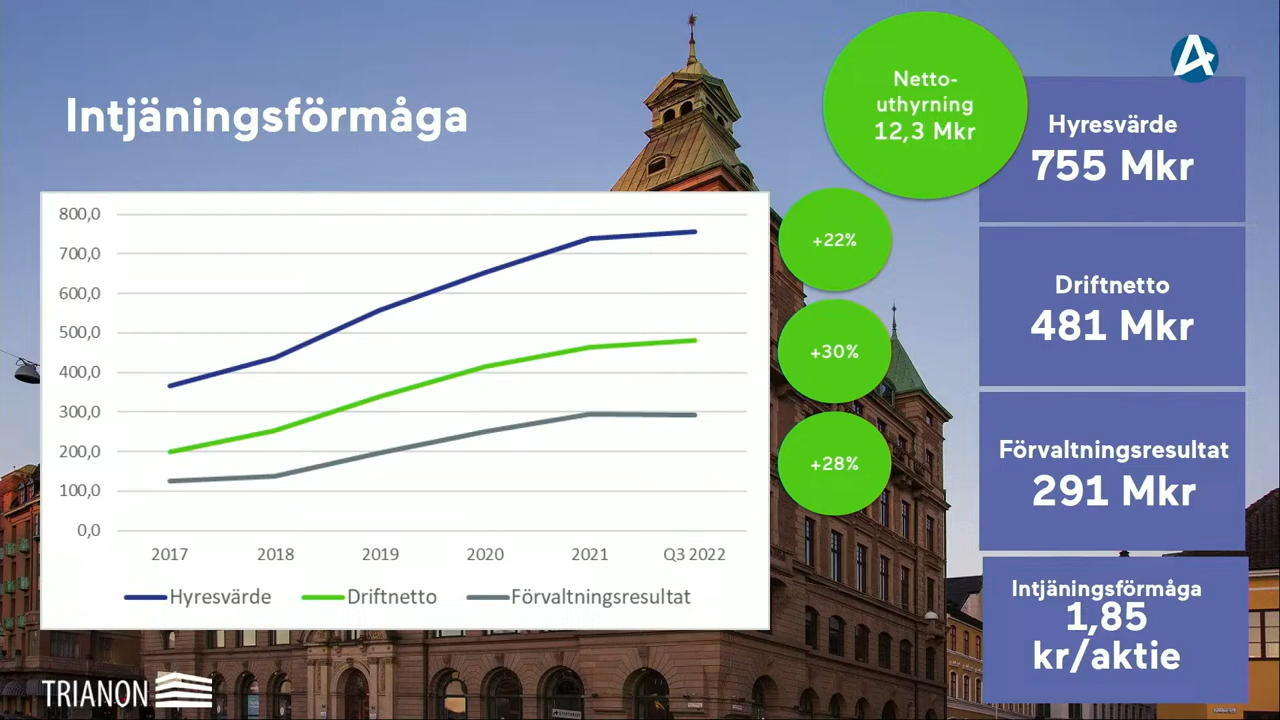 Intjäningsförmåga
800,0
700,0
600,0
500,0
400,0
300,0
200,0
100,0
0,0
2017 2018 2019 2020 2021 Q3 2022
Hyresvärde Driftnetto Förvaltningsresultat
Netto-
uthyrning
12,3 Mkr
+22%
+30%
+28%
Hyresvärde
755 Mkr
Driftnetto
481 Mkr
Förvaltningsresultat
291 Mkr
Intjäningsförmåga
1,85
kr/aktie
TRIANON